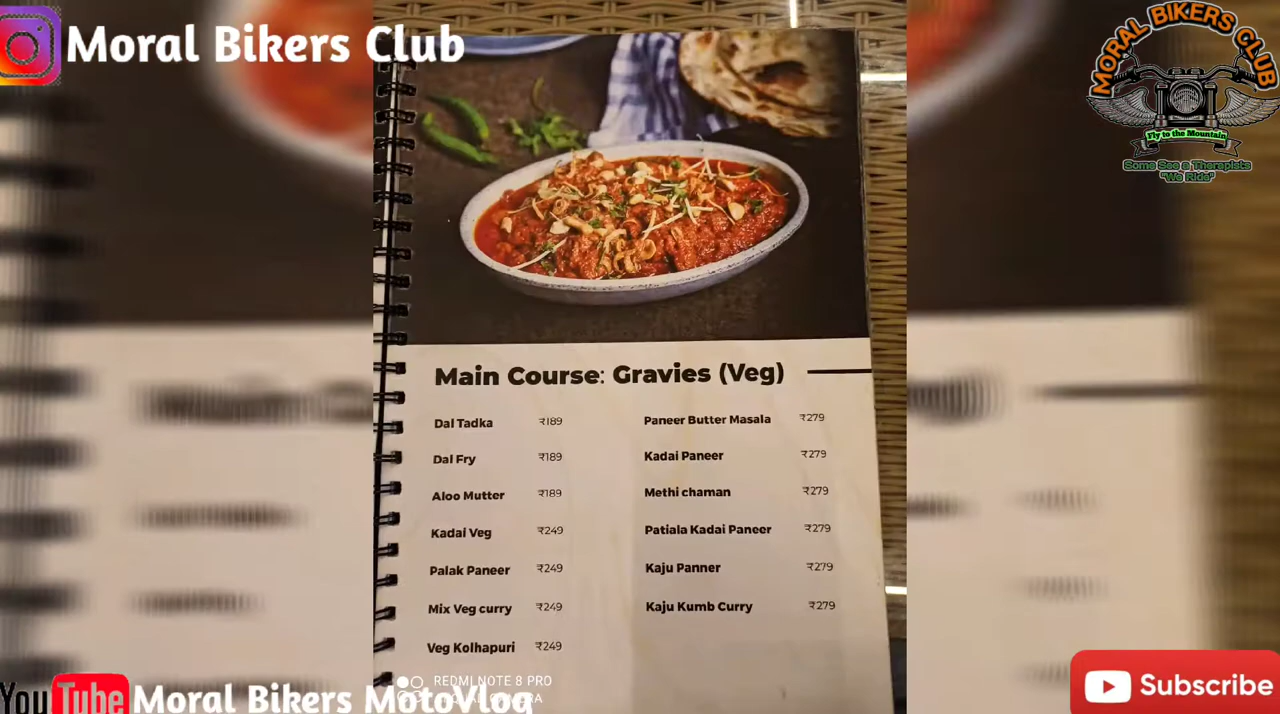 Moral Bikers Club
MORAL BIKERS CLUB
Fly to the Mountain
Some See a Therapists
"We Ride"
Main Course: Gravies (Veg)
Dal Tadka ₹189
Dal Fry ₹189
Aloo Mutter ₹189
Kadai Veg ₹249
Palak Paneer ₹249
Mix Veg curry ₹249
Veg Kolhapuri ₹249
Paneer Butter Masala ₹279
Kadai Paneer ₹279
Methi chaman ₹279
Patiala Kadai Paneer ₹279
Kaju Panner ₹279
Kaju Kumb Curry ₹279
REDMI NOTE 8 PRO
YouTube Moral Bikers MotoVlog
Subscribe